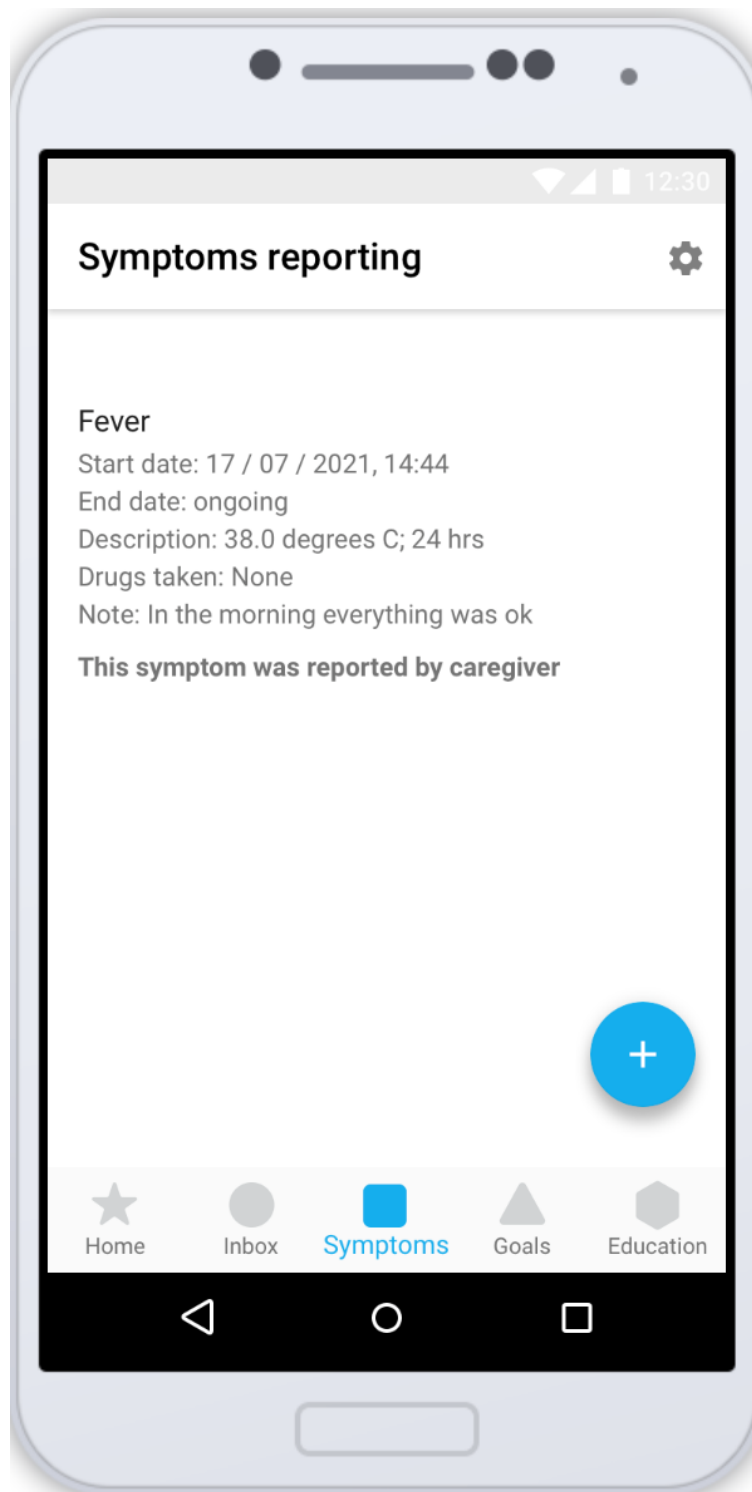 12:30
Symptoms reporting
Fever
Start date: 17 / 07 / 2021, 14:44
End date: ongoing
Description: 38.0 degrees C; 24 hrs
Drugs taken: None
Note: In the morning everything was ok
This symptom was reported by caregiver
+
Home Inbox Symptoms Goals Education